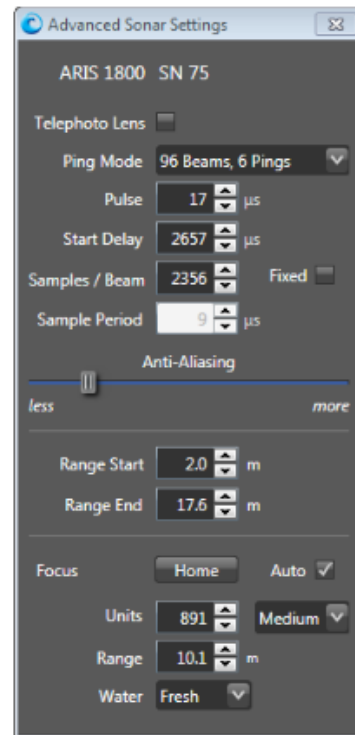 Advanced Sonar Settings
ARIS 1800 SN 75
Telephoto Lens
Ping Mode 96 Beams, 6 Pings
Pulse 17 µs
Start Delay 2657 µs
Samples / Beam 2356 Fixed
Sample Period 9 µs
Anti-Aliasing
less more
Range Start 2.0 m
Range End 17.6 m
Focus Home Auto
Units 891 Medium
Range 10.1 m
Water Fresh